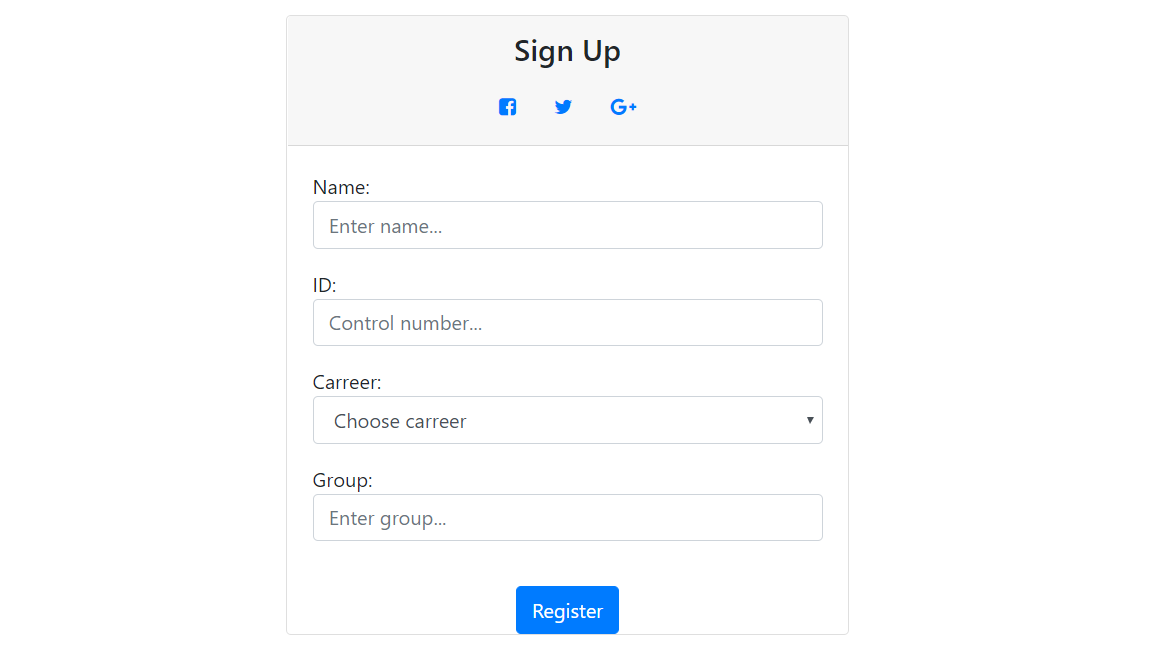 Sign Up
G+
Name:
Enter name...
ID:
Control number...
Carreer:
Choose carreer
Group:
Enter group...
Register